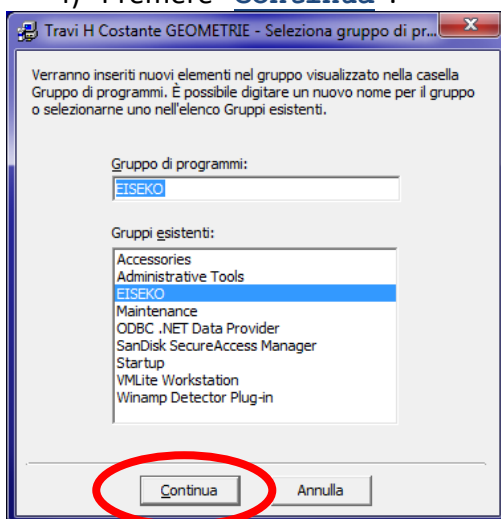 Premere "Continua".
Travi H Costante GEOMETRIE - Seleziona gruppo di pr...
Verranno inseriti nuovi elementi nel gruppo visualizzato nella casella
Gruppo di programmi. È possibile digitare un nuovo nome per il gruppo
o selezionarne uno nell'elenco Gruppi esistenti.
Gruppo di programmi:
EISEKO
Gruppi esistenti:
Accessories
Administrative Tools
EISEKO
Maintenance
ODBC .NET Data Provider
SanDisk SecureAccess Manager
Startup
VMLite Workstation
Winamp Detector Plug-in
Continua
Annulla